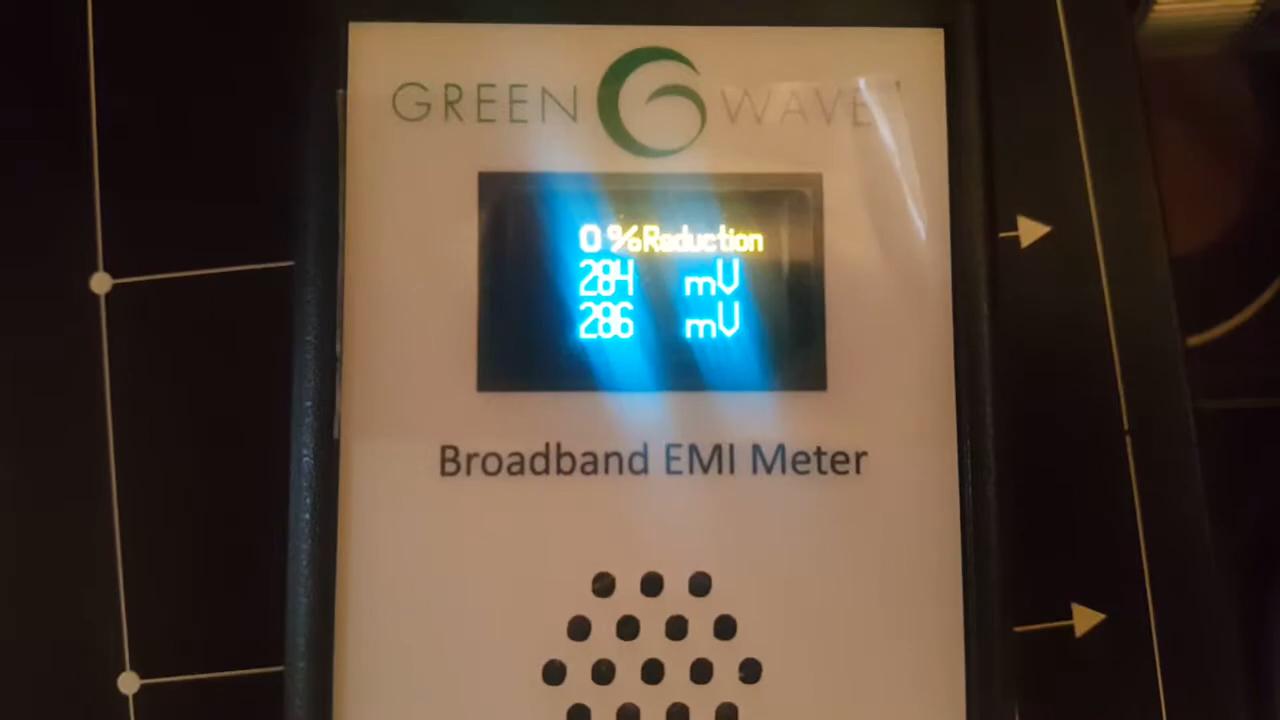 GREEN WAVE
0 %Reduction
284 mV
286 mV
Broadband EMI Meter